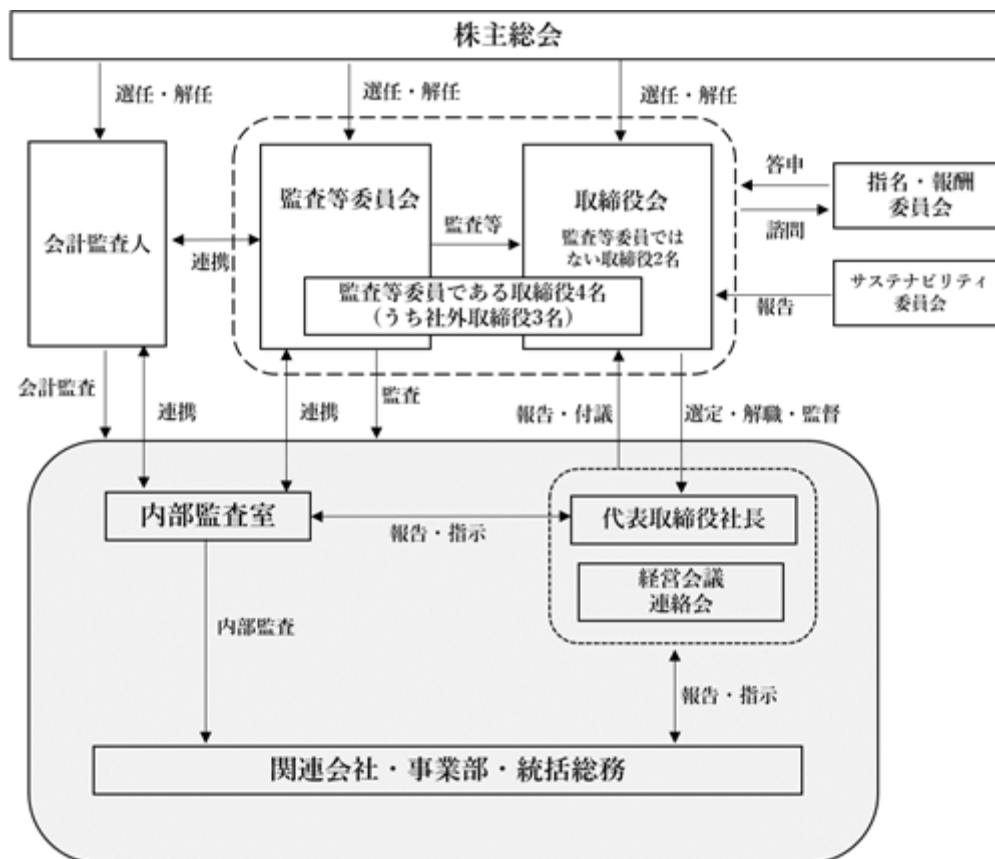 株主総会
選任・解任
選任・解任
選任・解任
会計監査人
連携
監査等委員会
監査等
取締役会
監査等委員では
ない取締役2名
監査等委員である取締役4名
(うち社外取締役3名)
答申
諮問
指名・報酬
委員会
報告
サステナビリティ
委員会
会計監査
連携
連携
監査
報告・付議
選定・解職・監督
内部監査室
報告・指示
代表取締役社長
経営会議
連絡会
内部監査
報告・指示
関連会社・事業部・統括総務